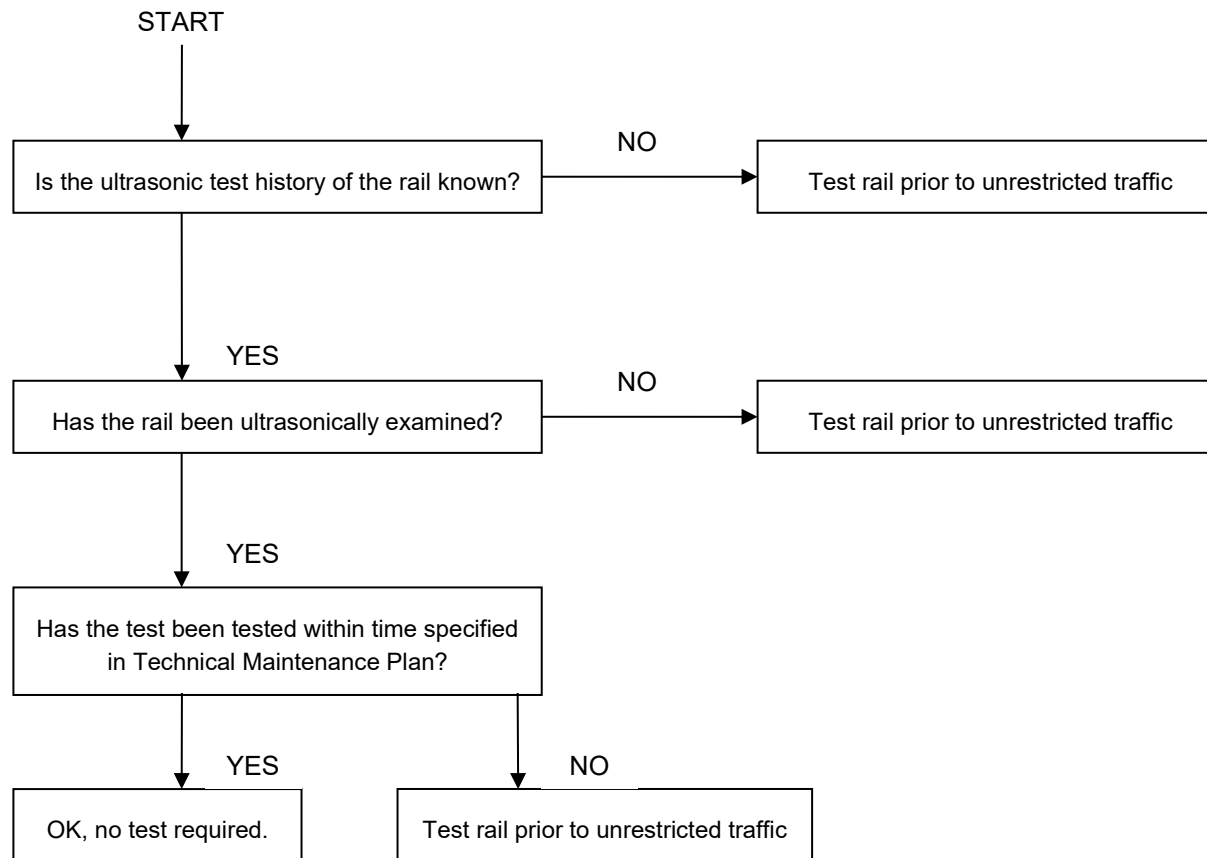 START
NO
Is the ultrasonic test history of the rail known?
Test rail prior to unrestricted traffic
YES
NO
Has the rail been ultrasonically examined?
Test rail prior to unrestricted traffic
YES
Has the test been tested within time specified
in Technical Maintenance Plan?
YES
NO
OK, no test required.
Test rail prior to unrestricted traffic